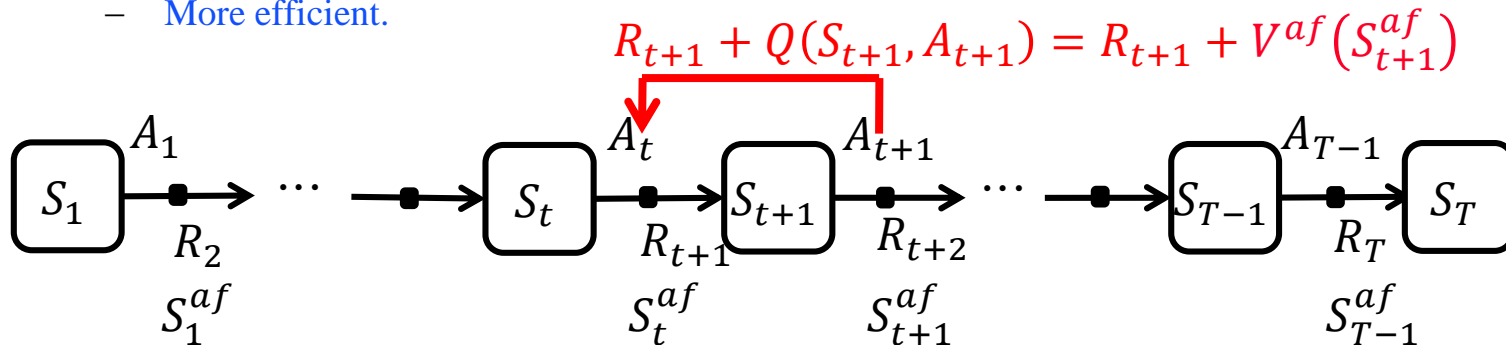 – More efficient.
R_{t+1} + Q(S_{t+1}, A_{t+1}) = R_{t+1} + V^{af}(S^{af}_{t+1})
A_1 A_t A_{t+1} A_{T−1}
S_1 ⋯ S_t S_{t+1} ⋯ S_{T−1} S_T
R_2 R_{t+1} R_{t+2} R_T
S^{af}_1 S^{af}_t S^{af}_{t+1} S^{af}_{T−1}